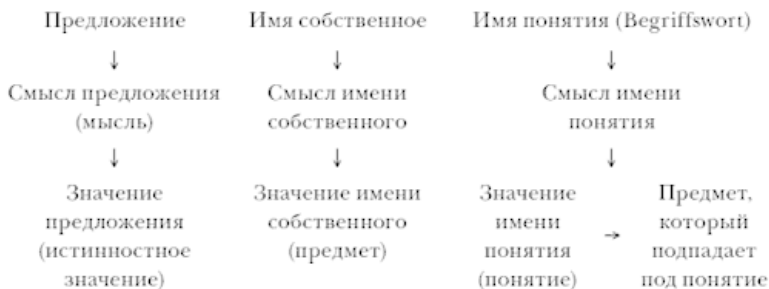 Предложение Имя собственное Имя понятия (Begriffswort)
↓ ↓ ↓
Смысл предложения Смысл имени Смысл имени
(мысль) собственного понятия
↓ ↓ ↓
Значение Значение имени Значение Предмет,
предложения собственного имени который
(истинностное (предмет) понятия → подпадает
значение) (понятие) под понятие